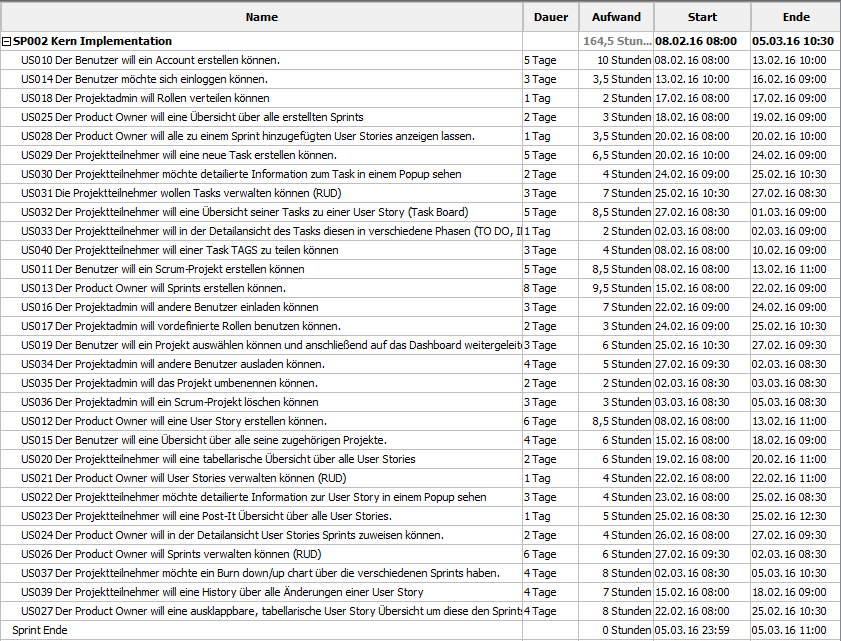 Name Dauer Aufwand Start Ende
SP002 Kern Implementation 164,5 Stun... 08.02.16 08:00 05.03.16 10:30
US010 Der Benutzer will ein Account erstellen können. 5 Tage 10 Stunden 08.02.16 08:00 13.02.16 10:00
US014 Der Benutzer möchte sich einloggen können. 3 Tage 3,5 Stunden 13.02.16 10:00 16.02.16 09:00
US018 Der Projektadmin will Rollen verteilen können 1 Tag 2 Stunden 17.02.16 08:00 17.02.16 09:00
US025 Der Product Owner will eine Übersicht über alle erstellten Sprints 2 Tage 3 Stunden 18.02.16 08:00 19.02.16 09:00
US028 Der Product Owner will alle zu einem Sprint hinzugefügten User Stories anzeigen lassen. 1 Tag 3,5 Stunden 20.02.16 08:00 20.02.16 10:00
US029 Der Projektteilnehmer will eine neue Task erstellen können. 5 Tage 6,5 Stunden 20.02.16 10:00 24.02.16 09:00
US030 Der Projektteilnehmer möchte detailierte Information zum Task in einem Popup sehen 2 Tage 4 Stunden 24.02.16 09:00 25.02.16 10:30
US031 Die Projektteilnehmer wollen Tasks verwalten können (RUD) 3 Tage 7 Stunden 25.02.16 10:30 27.02.16 08:30
US032 Der Projektteilnehmer will eine Übersicht seiner Tasks zu einer User Story (Task Board) 5 Tage 8,5 Stunden 27.02.16 08:30 01.03.16 09:00
US033 Der Projektteilnehmer will in der Detailansicht des Tasks diesen in verschiedene Phasen (TO DO, I 1 Tag 2 Stunden 02.03.16 08:00 02.03.16 09:00
US040 Der Projektteilnehmer will einer Task TAGS zu teilen können 3 Tage 4 Stunden 08.02.16 08:00 10.02.16 09:00
US011 Der Benutzer will ein Scrum-Projekt erstellen können 5 Tage 8,5 Stunden 08.02.16 08:00 13.02.16 11:00
US013 Der Product Owner will Sprints erstellen können. 8 Tage 9,5 Stunden 15.02.16 08:00 22.02.16 09:00
US016 Der Projektadmin will andere Benutzer einladen können 3 Tage 7 Stunden 22.02.16 09:00 24.02.16 09:00
US017 Der Projektadmin will vordefinierte Rollen benutzen können. 2 Tage 3 Stunden 24.02.16 09:00 25.02.16 10:30
US019 Der Benutzer will ein Projekt auswählen können und anschließend auf das Dashboard weitergeleite 3 Tage 6 Stunden 25.02.16 10:30 27.02.16 09:30
US034 Der Projektadmin will andere Benutzer ausladen können. 4 Tage 5 Stunden 27.02.16 09:30 02.03.16 08:30
US035 Der Projektadmin will das Projekt umbenennen können. 2 Tage 2 Stunden 02.03.16 08:30 03.03.16 08:30
US036 Der Projektadmin will ein Scrum-Projekt löschen können 3 Tage 3 Stunden 03.03.16 08:30 05.03.16 08:30
US012 Der Product Owner will eine User Story erstellen können. 6 Tage 8,5 Stunden 08.02.16 08:00 13.02.16 11:00
US015 Der Benutzer will eine Übersicht über alle seine zugehörigen Projekte. 4 Tage 6 Stunden 15.02.16 08:00 18.02.16 09:00
US020 Der Projektteilnehmer will eine tabellarische Übersicht über alle User Stories 2 Tage 6 Stunden 19.02.16 08:00 20.02.16 11:00
US021 Der Product Owner will User Stories verwalten können (RUD) 1 Tag 4 Stunden 22.02.16 08:00 22.02.16 11:00
US022 Der Projektteilnehmer möchte detailierte Information zur User Story in einem Popup sehen 3 Tage 4 Stunden 23.02.16 08:00 25.02.16 08:30
US023 Der Projektteilnehmer will eine Post-It Übersicht über alle User Stories. 1 Tag 5 Stunden 25.02.16 08:30 25.02.16 12:30
US024 Der Product Owner will in der Detailansicht User Stories Sprints zuweisen können. 2 Tage 4 Stunden 26.02.16 08:00 27.02.16 09:30
US026 Der Product Owner will Sprints verwalten können (RUD) 6 Tage 6 Stunden 27.02.16 09:30 02.03.16 08:30
US037 Der Projektteilnehmer möchte ein Burn down/up chart über die verschiedenen Sprints haben. 4 Tage 8 Stunden 02.03.16 08:30 05.03.16 10:30
US039 Der Projektteilnehmer will eine History über alle Änderungen einer User Story 4 Tage 7 Stunden 15.02.16 08:00 18.02.16 09:00
US027 Der Product Owner will eine ausklappbare, tabellarische User Story Übersicht um diese den Sprints 4 Tage 8 Stunden 22.02.16 08:00 25.02.16 10:30
Sprint Ende 0 Stunden 05.03.16 23:59 05.03.16 11:00